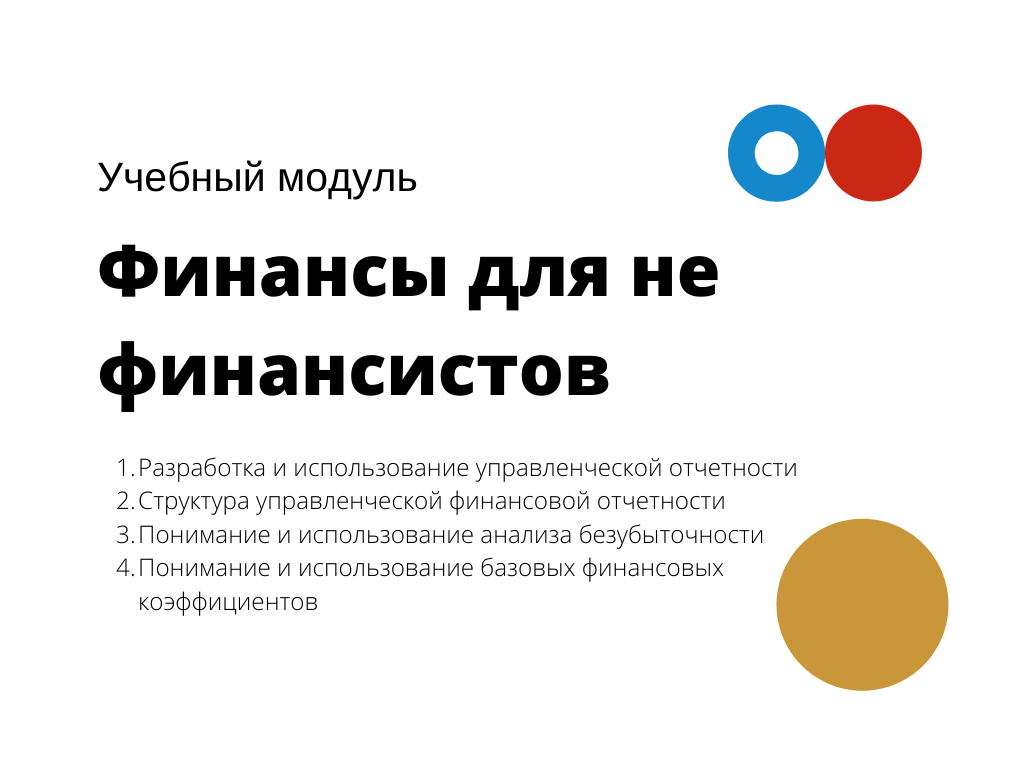 Учебный модуль
Финансы для не
финансистов
1. Разработка и использование управленческой отчетности
2. Структура управленческой финансовой отчетности
3. Понимание и использование анализа безубыточности
4. Понимание и использование базовых финансовых
коэффициентов